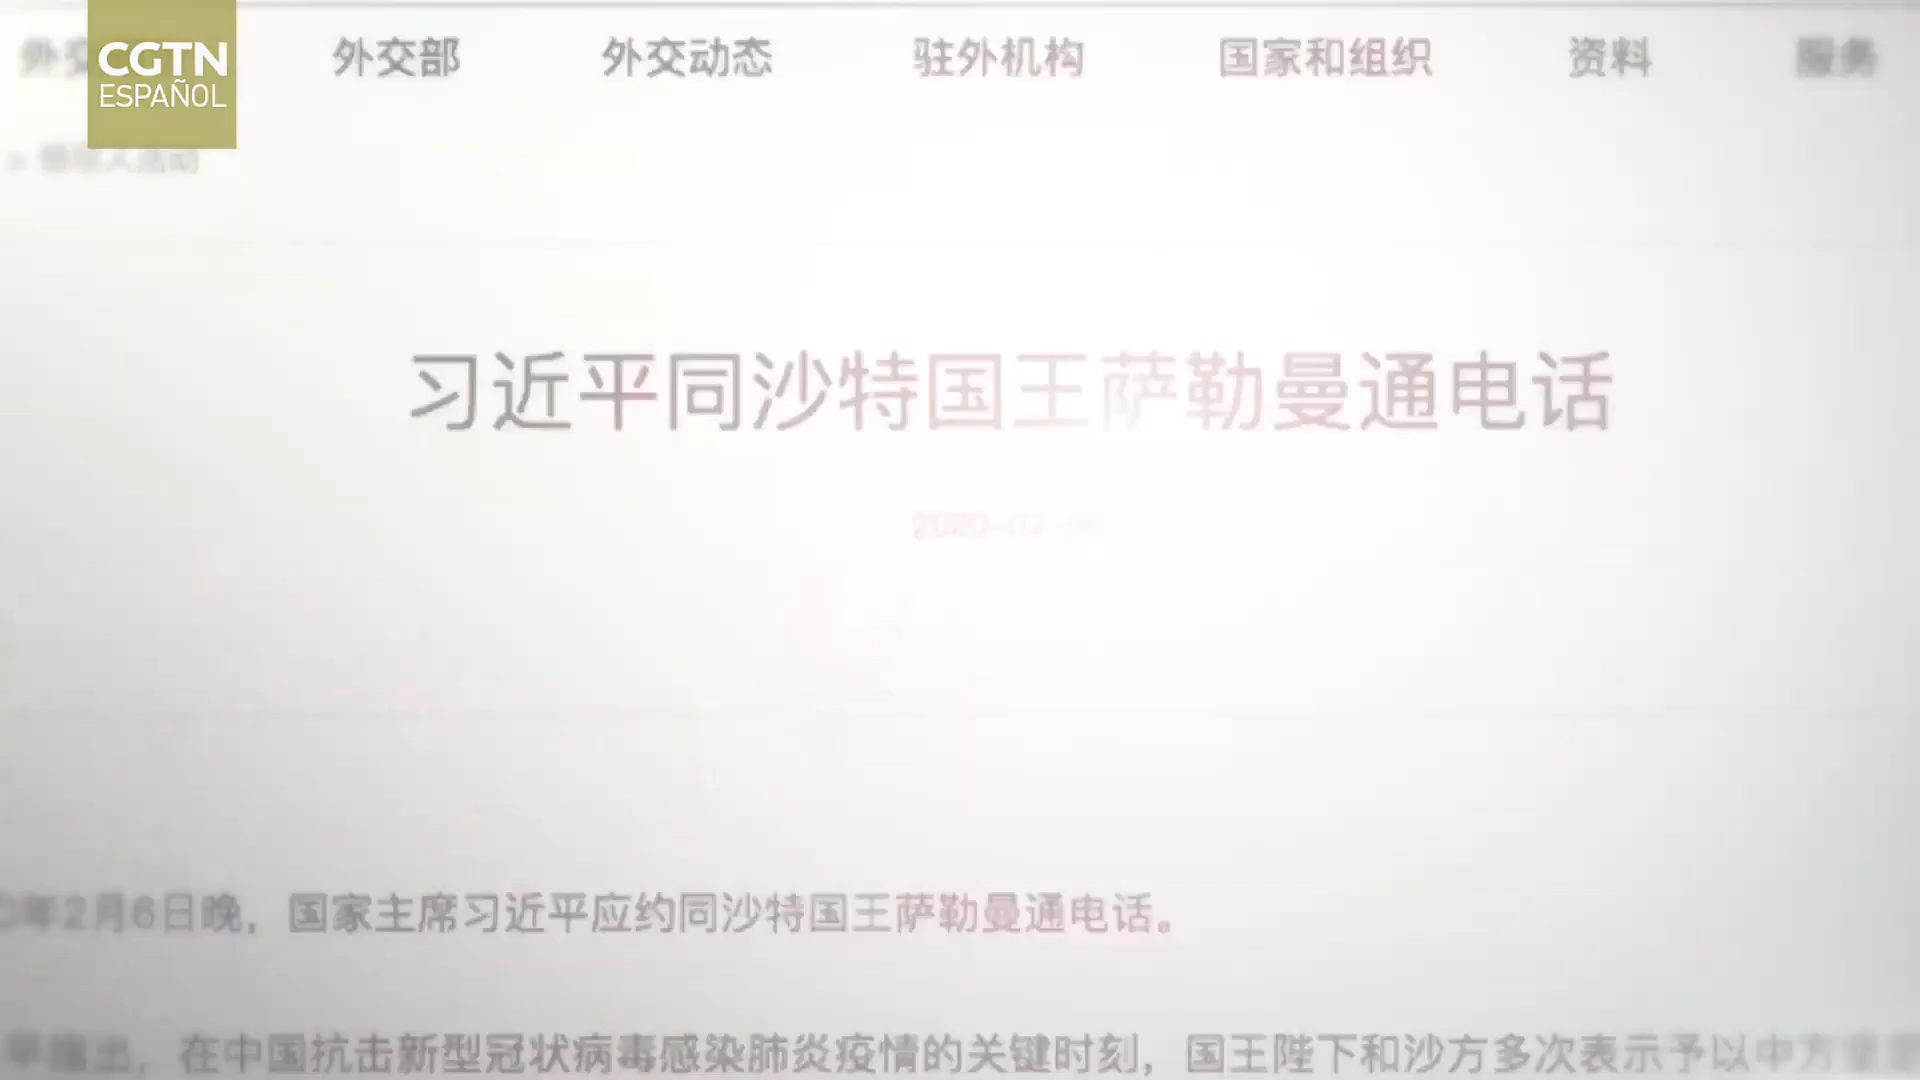 CGTN
ESPAÑOL
外交部 外交动态 驻外机构 国家和组织 资料 服务
习近平同沙特国王萨勒曼通电话
2020-02-06
年2月6日晚，国家主席习近平应约同沙特国王萨勒曼通电话。
在中国抗击新型冠状病毒感染肺炎疫情的关键时刻，国王陛下和沙方多次表示予以中方